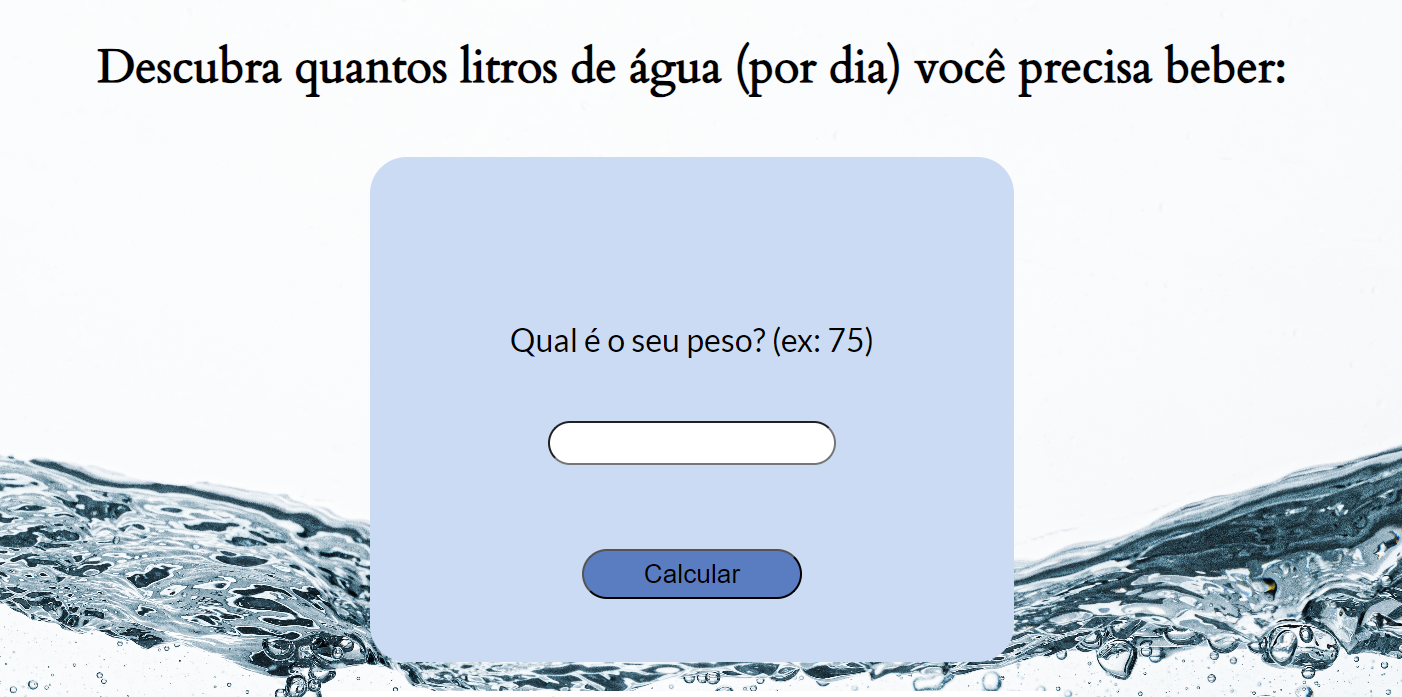 Descubra quantos litros de água (por dia) você precisa beber:
Qual é o seu peso? (ex: 75)
Calcular